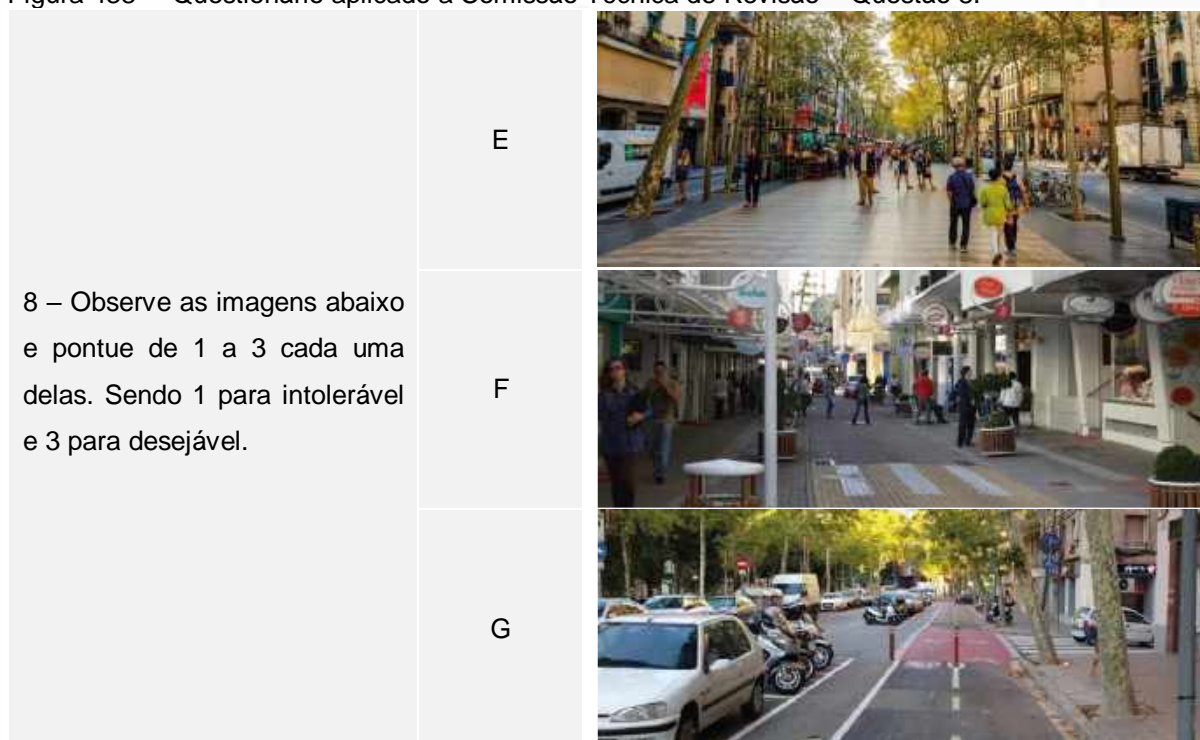 E
8 – Observe as imagens abaixo
e pontue de 1 a 3 cada uma
delas. Sendo 1 para intolerável
e 3 para desejável.
F
G